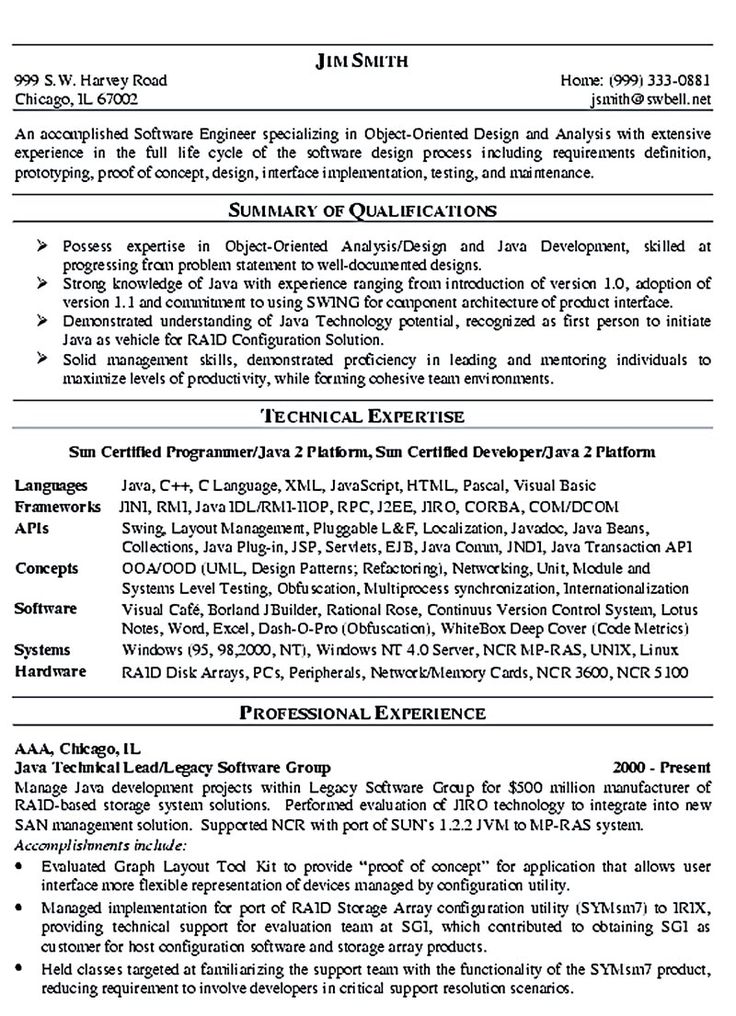 JIM SMITH
999 S.W. Harvey Road Home: (999) 333-0881
Chicago, IL 67002 jsmith@swbell.net
An accomplished Software Engineer specializing in Object-Oriented Design and Analysis with extensive
experience in the full life cycle of the software design process including requirements definition,
prototyping, proof of concept, design, interface implementation, testing, and maintenance.
SUMMARY OF QUALIFICATIONS
➢ Possess expertise in Object-Oriented Analysis/Design and Java Development, skilled at
progressing from problem statement to well-documented designs.
➢ Strong knowledge of Java with experience ranging from introduction of version 1.0, adoption of
version 1.1 and commitment to using SWING for component architecture of product interface.
➢ Demonstrated understanding of Java Technology potential, recognized as first person to initiate
Java as vehicle for RAID Configuration Solution.
➢ Solid management skills, demonstrated proficiency in leading and mentoring individuals to
maximize levels of productivity, while forming cohesive team environments.
TECHNICAL EXPERTISE
Sun Certified Programmer/Java 2 Platform, Sun Certified Developer/Java 2 Platform
Languages Java, C++, C Language, XML, JavaScript, HTML, Pascal, Visual Basic
Frameworks JINI, RMI, Java IDL/RMI-IIOP, RPC, J2EE, JIRO, CORBA, COM/DCOM
APIs Swing, Layout Management, Pluggable L&F, Localization, Javadoc, Java Beans,
Collections, Java Plug-in, JSP, Servlets, EJB, Java Comm, JNDI, Java Transaction API
Concepts OOA/OOD (UML, Design Patterns; Refactoring), Networking, Unit, Module and
Systems Level Testing, Obfuscation, Multiprocess synchronization, Internationalization
Software Visual Café, Borland JBuilder, Rational Rose, Continuus Version Control System, Lotus
Notes, Word, Excel, Dash-O-Pro (Obfuscation), WhiteBox Deep Cover (Code Metrics)
Systems Windows (95, 98,2000, NT), Windows NT 4.0 Server, NCR MP-RAS, UNIX, Linux
Hardware RAID Disk Arrays, PCs, Peripherals, Network/Memory Cards, NCR 3600, NCR 5100
PROFESSIONAL EXPERIENCE
AAA, Chicago, IL
Java Technical Lead/Legacy Software Group 2000 - Present
Manage Java development projects within Legacy Software Group for $500 million manufacturer of
RAID-based storage system solutions. Performed evaluation of JIRO technology to integrate into new
SAN management solution. Supported NCR with port of SUN's 1.2.2 JVM to MP-RAS system.
Accomplishments include:
• Evaluated Graph Layout Tool Kit to provide “proof of concept” for application that allows user
interface more flexible representation of devices managed by configuration utility.
• Managed implementation for port of RAID Storage Array configuration utility (SYMsm7) to IRIX,
providing technical support for evaluation team at SGI, which contributed to obtaining SGI as
customer for host configuration software and storage array products.
• Held classes targeted at familiarizing the support team with the functionality of the SYMsm7 product,
reducing requirement to involve developers in critical support resolution scenarios.